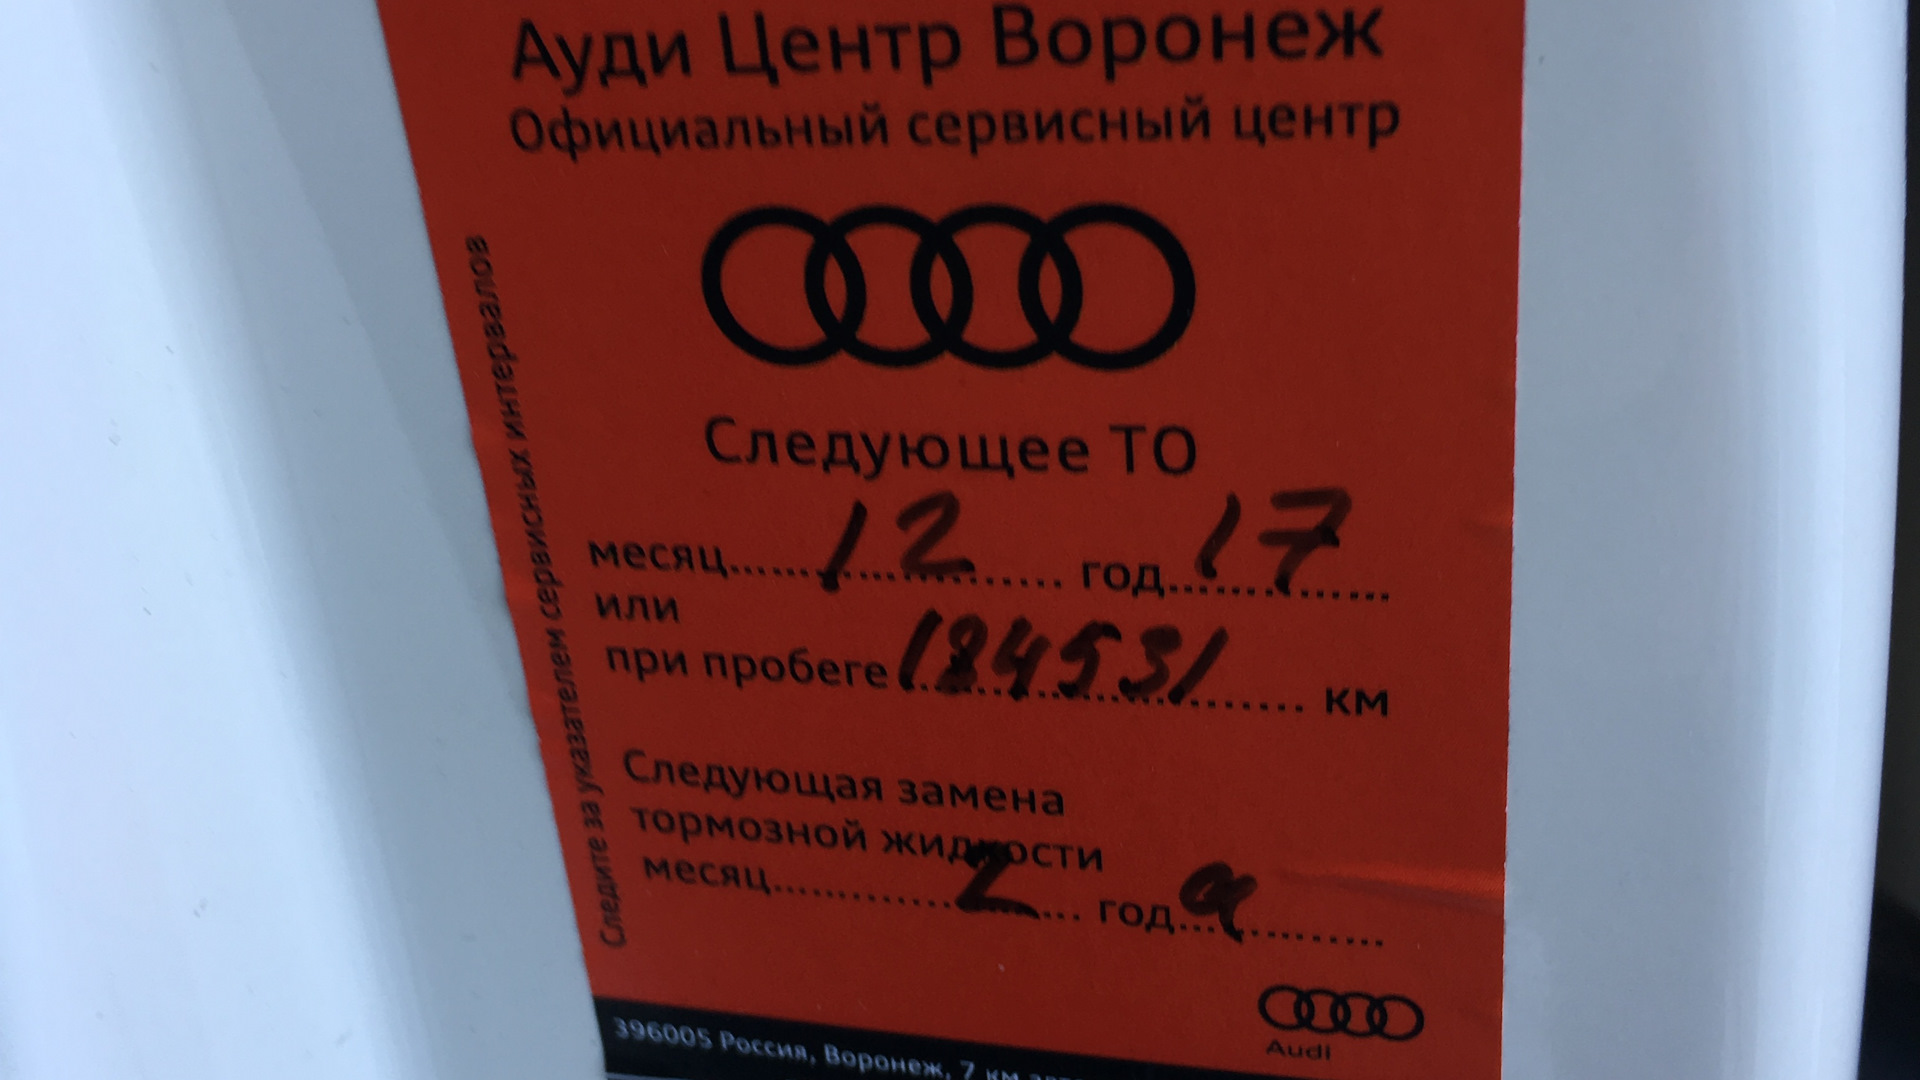 Ауди Центр Воронеж
Официальный сервисный центр
Следующее ТО
месяц 12 год 17
или
при пробеге 184531 км
Следующая замена
тормозной жидкости
месяц 2 год
Audi
396005 Россия, Воронеж, 7 км
Следите за указателем сервисных интервалов